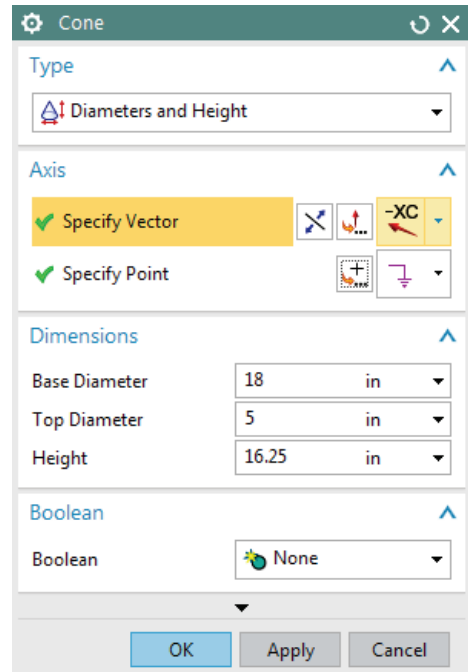 Cone
Type
Diameters and Height
Axis
Specify Vector
-XC
Specify Point
Dimensions
Base Diameter 18 in
Top Diameter 5 in
Height 16.25 in
Boolean
Boolean None
OK Apply Cancel